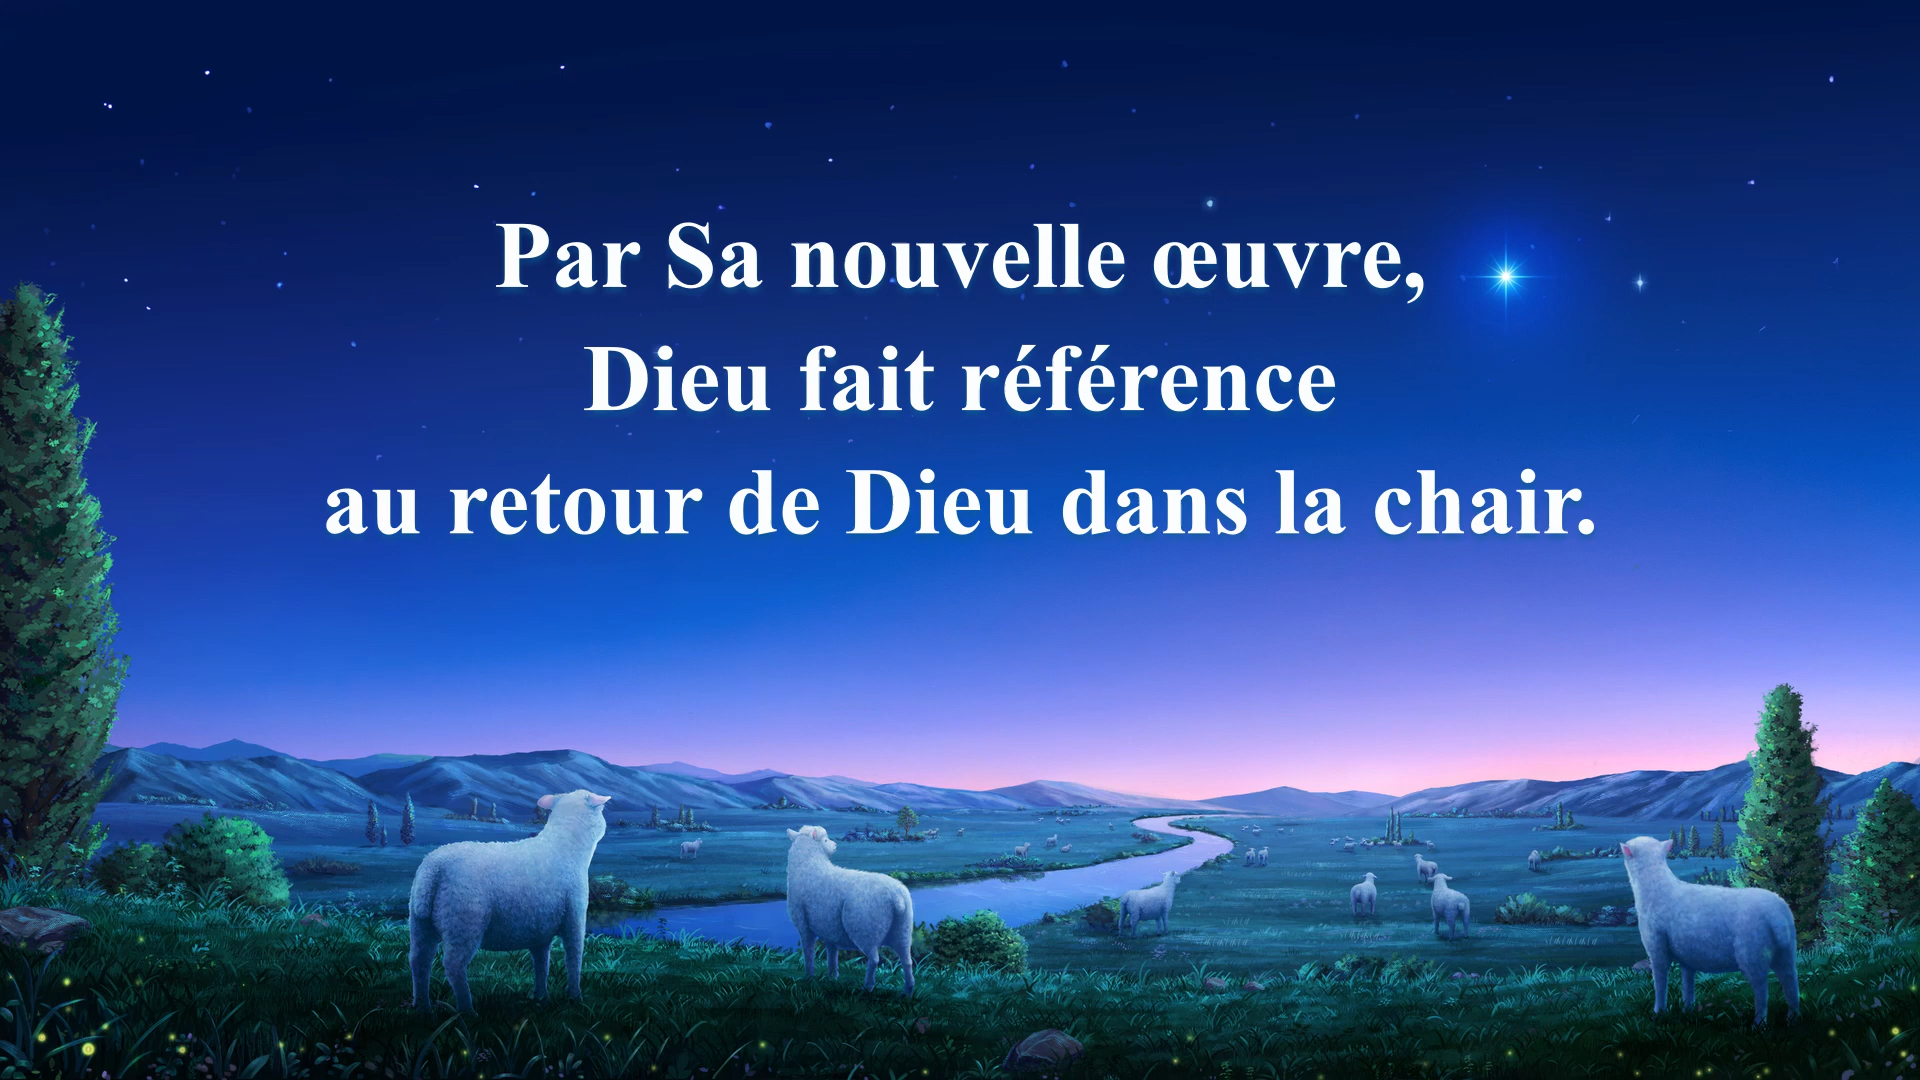 Par Sa nouvelle œuvre,
Dieu fait référence
au retour de Dieu dans la chair.